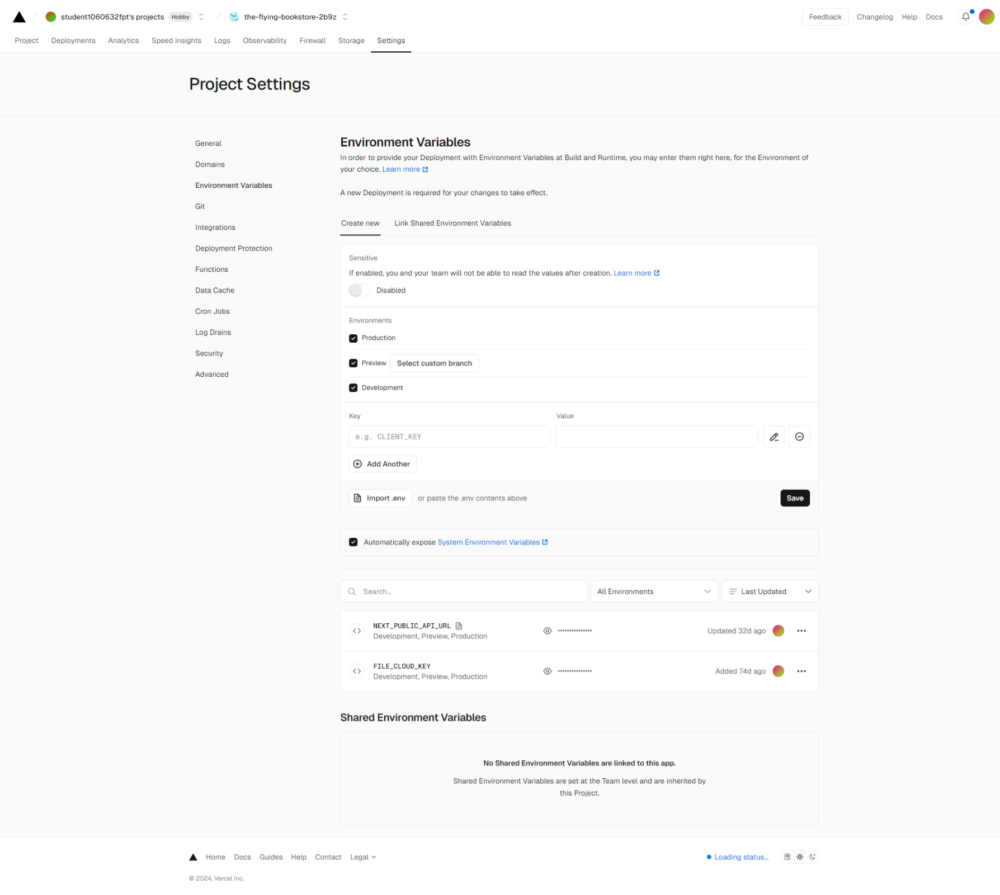 student1060632fpt's projects Hobby the-flying-bookstore-2b9z Feedback Changelog Help Docs
Project Deployments Analytics Speed Insights Logs Observability Firewall Storage Settings
Project Settings
General
Domains
Environment Variables
Git
Integrations
Deployment Protection
Functions
Data Cache
Cron Jobs
Log Drains
Security
Advanced
Environment Variables
In order to provide your Deployment with Environment Variables at Build and Runtime, you may enter them right here, for the Environment of
your choice. Learn more
A new Deployment is required for your changes to take effect.
Create new Link Shared Environment Variables
Sensitive
If enabled, you and your team will not be able to read the values after creation. Learn more
Disabled
Environments
Production
Preview Select custom branch
Development
Key Value
e.g. CLIENT_KEY
Add Another
Import .env or paste the .env contents above Save
Automatically expose System Environment Variables
Search... All Environments Last Updated
NEXT_PUBLIC_API_URL
Development, Preview, Production
••••••••••••••• Updated 32d ago
FILE_CLOUD_KEY
Development, Preview, Production
••••••••••••••• Added 74d ago
Shared Environment Variables
No Shared Environment Variables are linked to this app.
Shared Environment Variables are set at the Team level and are inherited by
this Project.
Home Docs Guides Help Contact Legal Loading status...
© 2024, Vercel Inc.